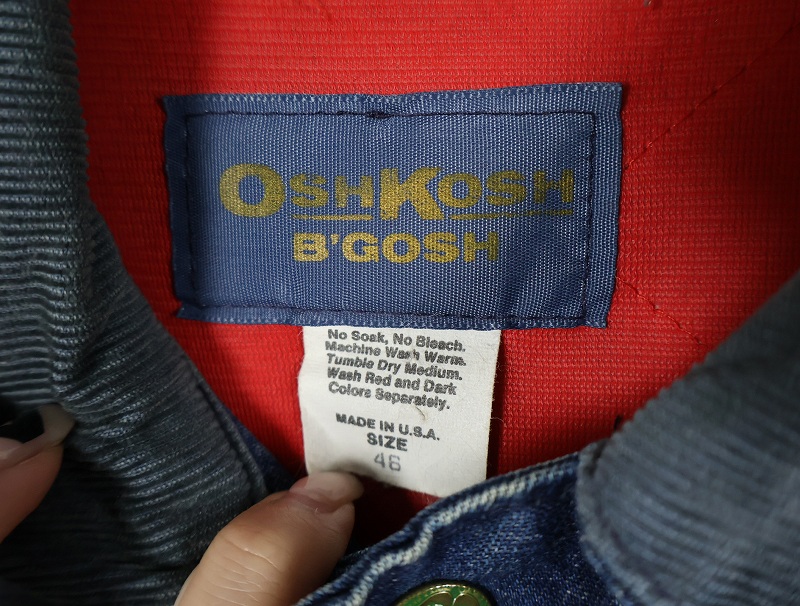 OSHKOSH
B'GOSH
No Soak, No Bleach.
Machine Wash Warm.
Tumble Dry Medium.
Wash Red and Dark
Colors Separately.
MADE IN U.S.A.
SIZE
46